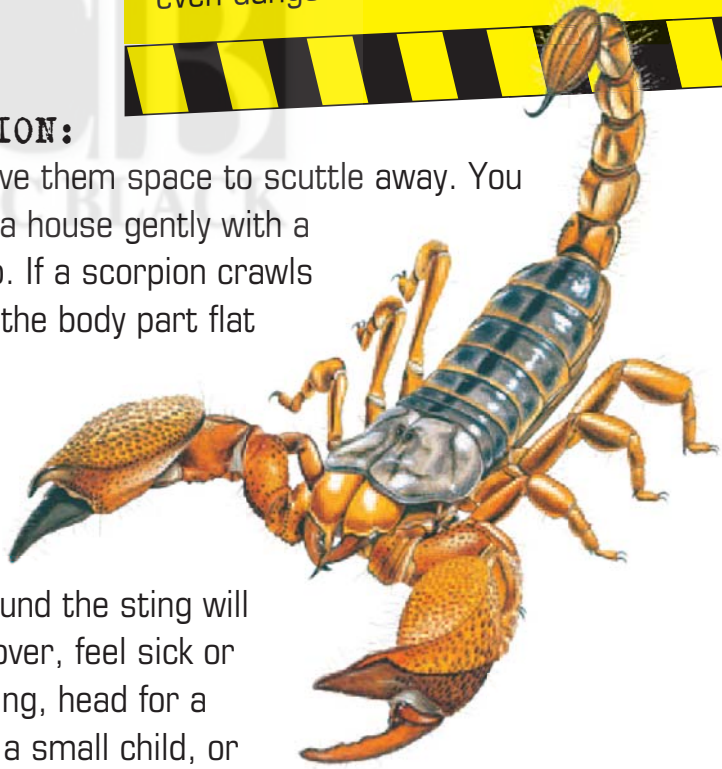 ION:
ve them space to scuttle away. You
a house gently with a
o. If a scorpion crawls
the body part flat
und the sting will
over, feel sick or
ng, head for a
a small child, or